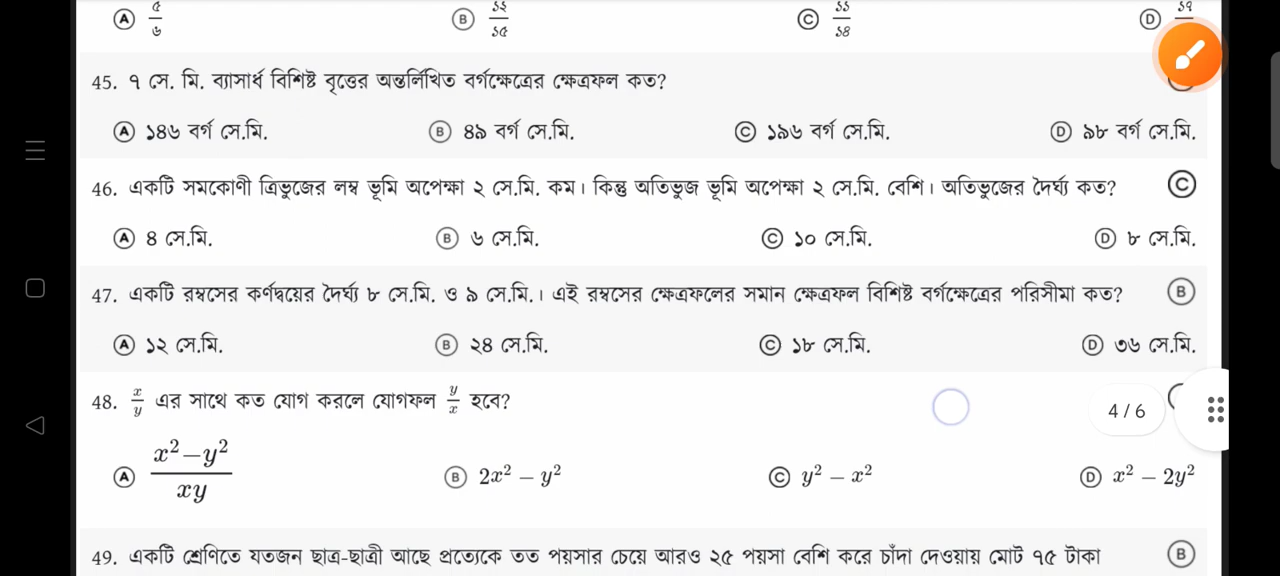 A ৫/৬ B ১২/১৫ C ১১/১৪ D ১৭
45. ৭ সে. মি. ব্যাসার্ধ বিশিষ্ট বৃত্তের অন্তর্লিখিত বর্গক্ষেত্রের ক্ষেত্রফল কত?
A ১৪৬ বর্গ সে.মি. B ৪৯ বর্গ সে.মি. C ১৯৬ বর্গ সে.মি. D ৯৮ বর্গ সে.মি.
46. একটি সমকোণী ত্রিভুজের লম্ব ভূমি অপেক্ষা ২ সে.মি. কম। কিন্তু অতিভুজ ভূমি অপেক্ষা ২ সে.মি. বেশি। অতিভুজের দৈর্ঘ্য কত? C
A ৪ সে.মি. B ৬ সে.মি. C ১০ সে.মি. D ৮ সে.মি.
47. একটি রম্বসের কর্ণদ্বয়ের দৈর্ঘ্য ৮ সে.মি. ও ৯ সে.মি.। এই রম্বসের ক্ষেত্রফলের সমান ক্ষেত্রফল বিশিষ্ট বর্গক্ষেত্রের পরিসীমা কত? B
A ১২ সে.মি. B ২৪ সে.মি. C ১৮ সে.মি. D ৩৬ সে.মি.
48. x/y এর সাথে কত যোগ করলে যোগফল y/x হবে?
4 / 6
A (x² – y²)/xy B 2x² – y² C y² – x² D x² – 2y²
49. একটি শ্রেণিতে যতজন ছাত্র-ছাত্রী আছে প্রত্যেকে তত পয়সার চেয়ে আরও ২৫ পয়সা বেশি করে চাঁদা দেওয়ায় মোট ৭৫ টাকা B